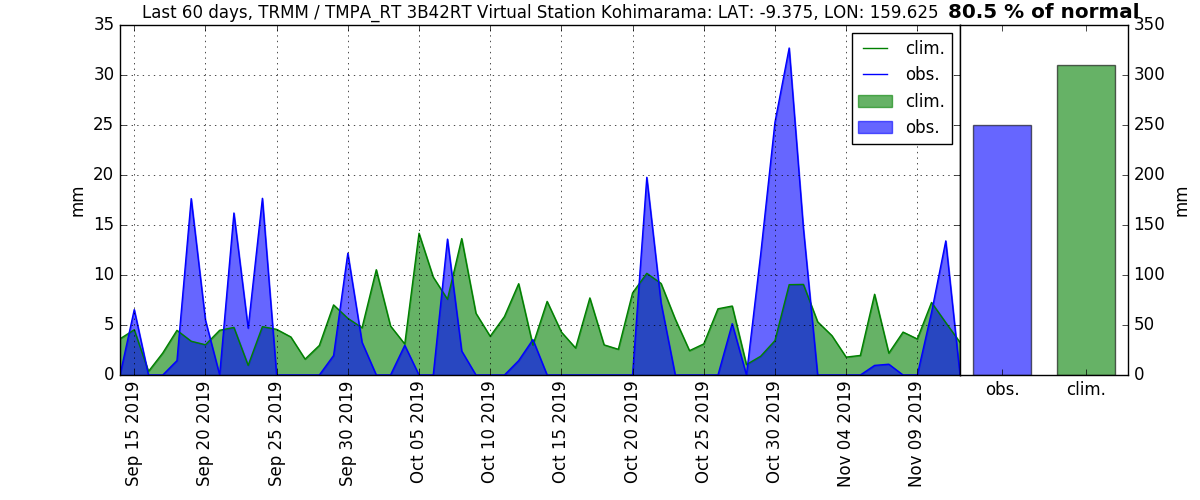 Last 60 days, TRMM / TMPA_RT 3B42RT Virtual Station Kohimarama: LAT: -9.375, LON: 159.625 80.5 % of normal
35
30
25
20
15
10
5
0
mm
clim.
obs.
clim.
obs.
350
300
250
200
150
100
50
0
mm
Sep 15 2019
Sep 20 2019
Sep 25 2019
Sep 30 2019
Oct 05 2019
Oct 10 2019
Oct 15 2019
Oct 20 2019
Oct 25 2019
Oct 30 2019
Nov 04 2019
Nov 09 2019
obs.
clim.